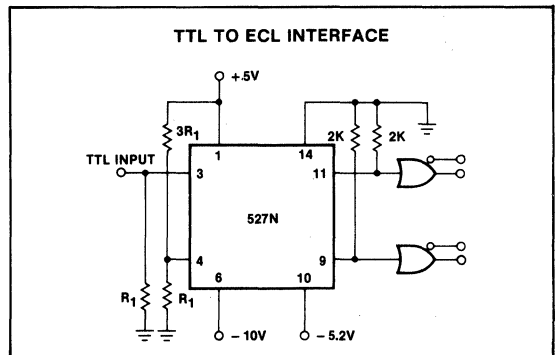 TTL TO ECL INTERFACE
+.5V
3R1
2K
2K
TTL INPUT
1
14
3
11
527N
4
9
6
10
R1
R1
– 10V
– 5.2V